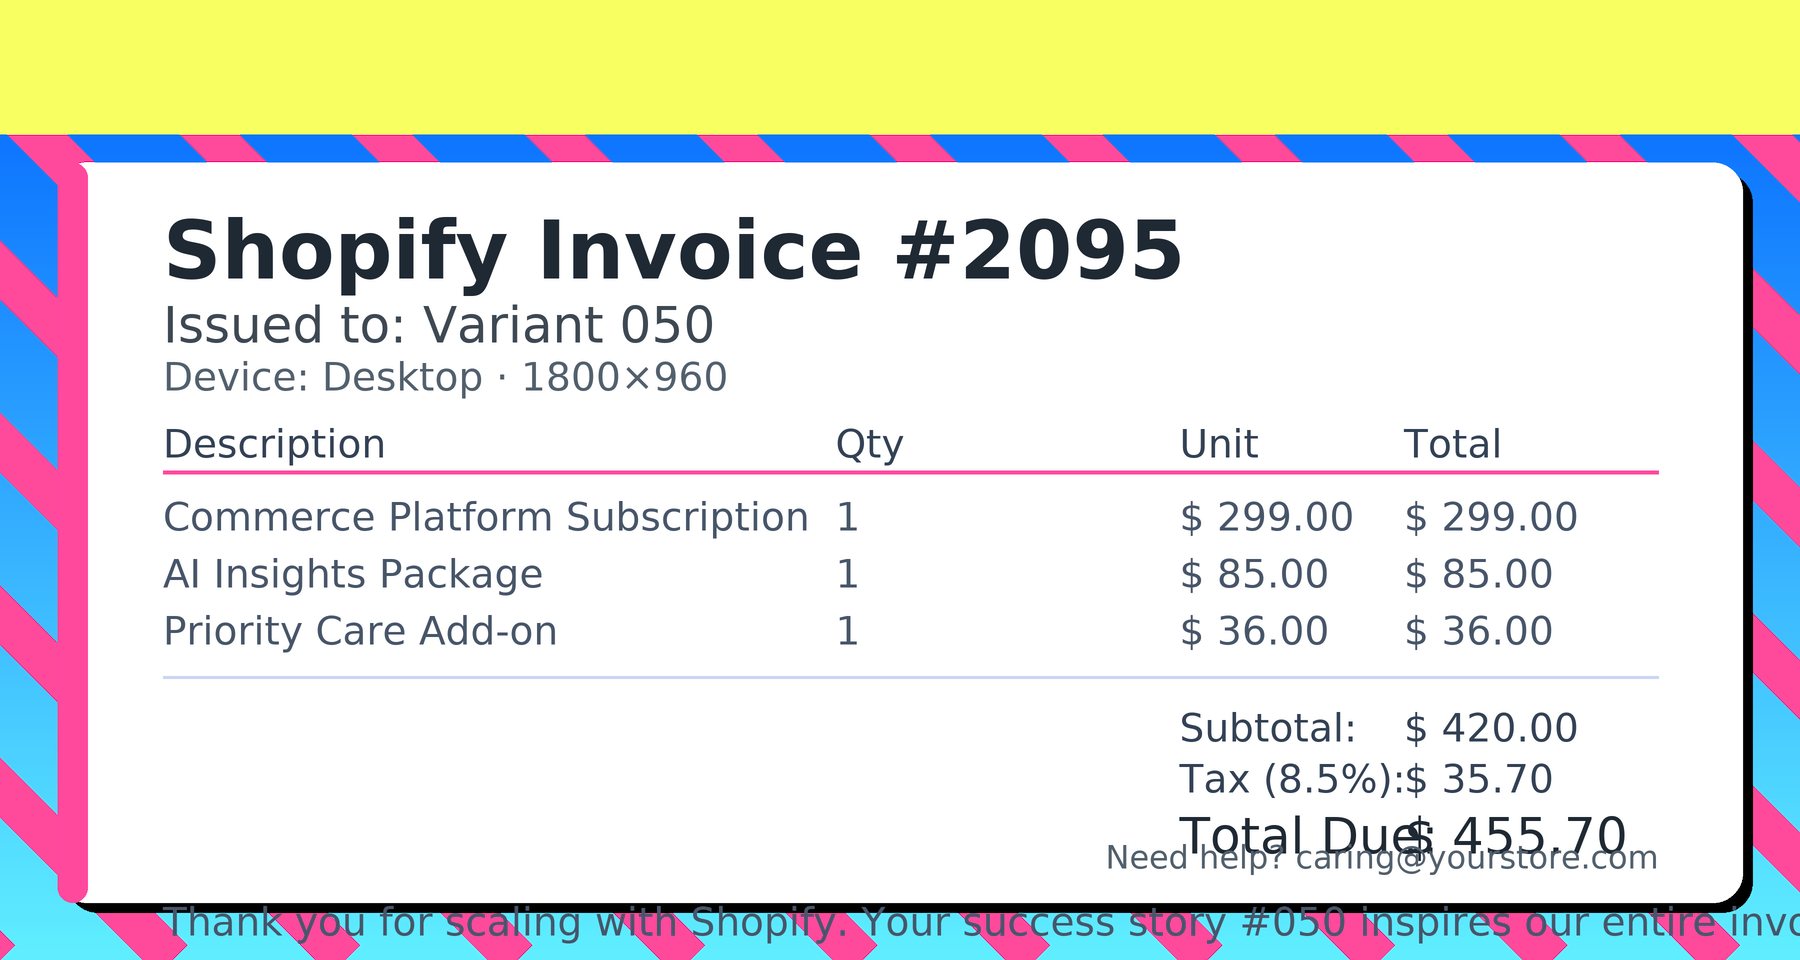 Shopify Invoice #2095
Issued to: Variant 050
Device: Desktop · 1800×960
Description Qty Unit Total
Commerce Platform Subscription 1 $ 299.00 $ 299.00
AI Insights Package 1 $ 85.00 $ 85.00
Priority Care Add-on 1 $ 36.00 $ 36.00
Subtotal: $ 420.00
Tax (8.5%): $ 35.70
Total Due: $ 455.70
Need help? caring@yourstore.com
Thank you for scaling with Shopify. Your success story #050 inspires our entire